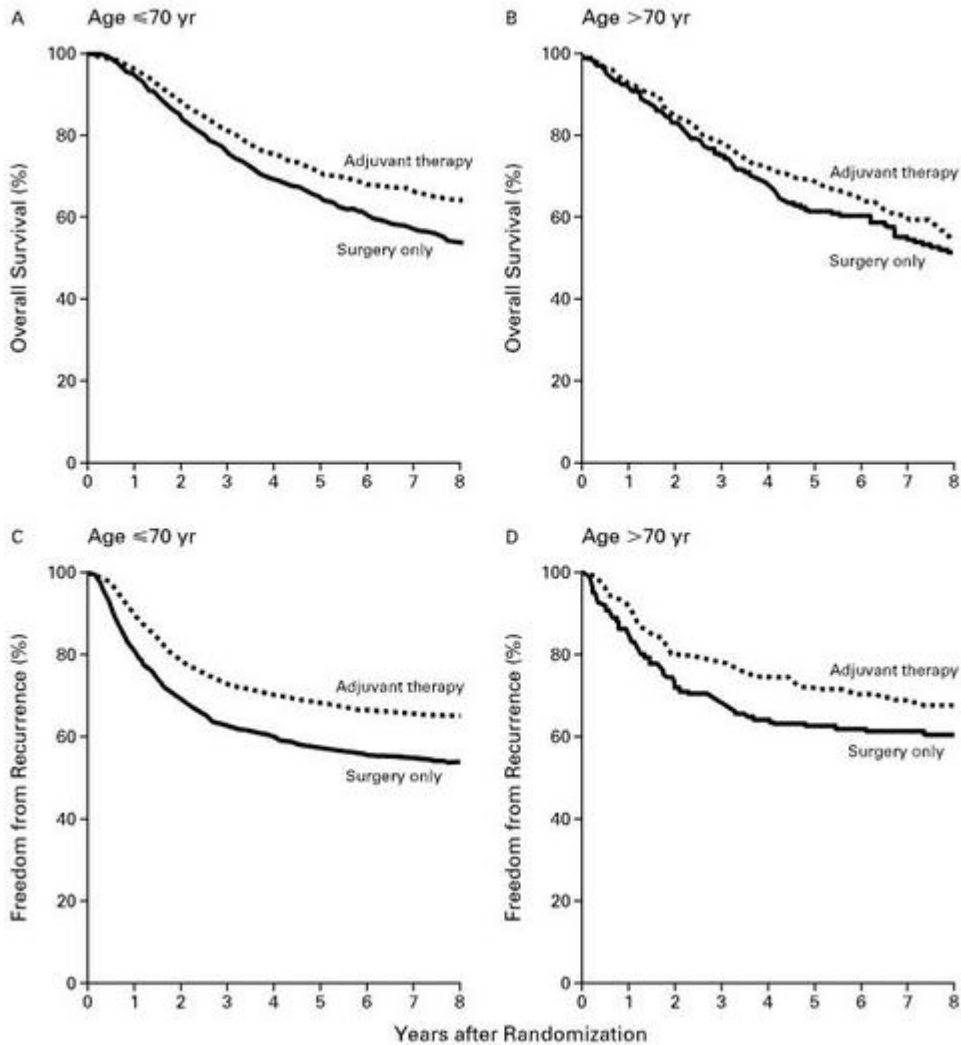 A Age ≤70 yr
Overall Survival (%)
100
80
60
40
20
0
Adjuvant therapy
Surgery only
0 1 2 3 4 5 6 7 8
B Age >70 yr
Overall Survival (%)
100
80
60
40
20
0
Adjuvant therapy
Surgery only
0 1 2 3 4 5 6 7 8
C Age ≤70 yr
Freedom from Recurrence (%)
100
80
60
40
20
0
Adjuvant therapy
Surgery only
0 1 2 3 4 5 6 7 8
D Age >70 yr
Freedom from Recurrence (%)
100
80
60
40
20
0
Adjuvant therapy
Surgery only
0 1 2 3 4 5 6 7 8
Years after Randomization